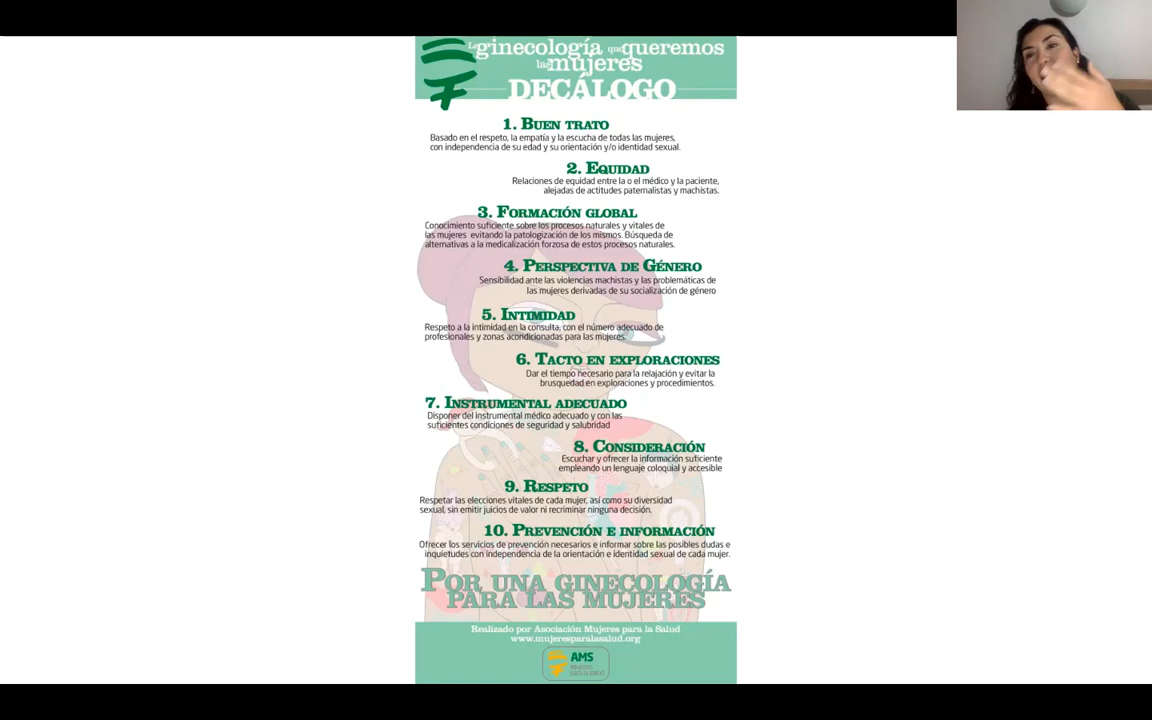 La ginecología que queremos
las mujeres
DECÁLOGO
1. BUEN TRATO
Basado en el respeto, la empatía y la escucha de todas las mujeres,
con independencia de su edad y su orientación y/o identidad sexual.
2. EQUIDAD
Relaciones de equidad entre la o el médico y la paciente,
alejadas de actitudes paternalistas y machistas.
3. FORMACIÓN GLOBAL
Conocimiento suficiente sobre los procesos naturales y vitales de
las mujeres evitando la patologización de los mismos. Búsqueda de
alternativas a la medicalización forzosa de estos procesos naturales.
4. PERSPECTIVA DE GÉNERO
Sensibilidad ante las violencias machistas y las problemáticas de
las mujeres derivadas de su socialización de género
5. INTIMIDAD
Respeto a la intimidad en la consulta, con el número adecuado de
profesionales y zonas acondicionadas para las mujeres.
6. TACTO EN EXPLORACIONES
Dar el tiempo necesario para la relajación y evitar la
brusquedad en exploraciones y procedimientos.
7. INSTRUMENTAL ADECUADO
Disponer del instrumental médico adecuado y con las
suficientes condiciones de seguridad y salubridad
8. CONSIDERACIÓN
Escuchar y ofrecer la información suficiente
empleando un lenguaje coloquial y accesible
9. RESPETO
Respetar las elecciones vitales de cada mujer, así como su diversidad
sexual, sin emitir juicios de valor ni recriminar ninguna decisión.
10. PREVENCIÓN E INFORMACIÓN
Ofrecer los servicios de prevención necesarios e informar sobre las posibles dudas e
inquietudes con independencia de la orientación e identidad sexual de cada mujer.
POR UNA GINECOLOGÍA
PARA LAS MUJERES
Realizado por Asociación Mujeres para la Salud
www.mujeresparalasalud.org
AMS
mujeres
para la salud